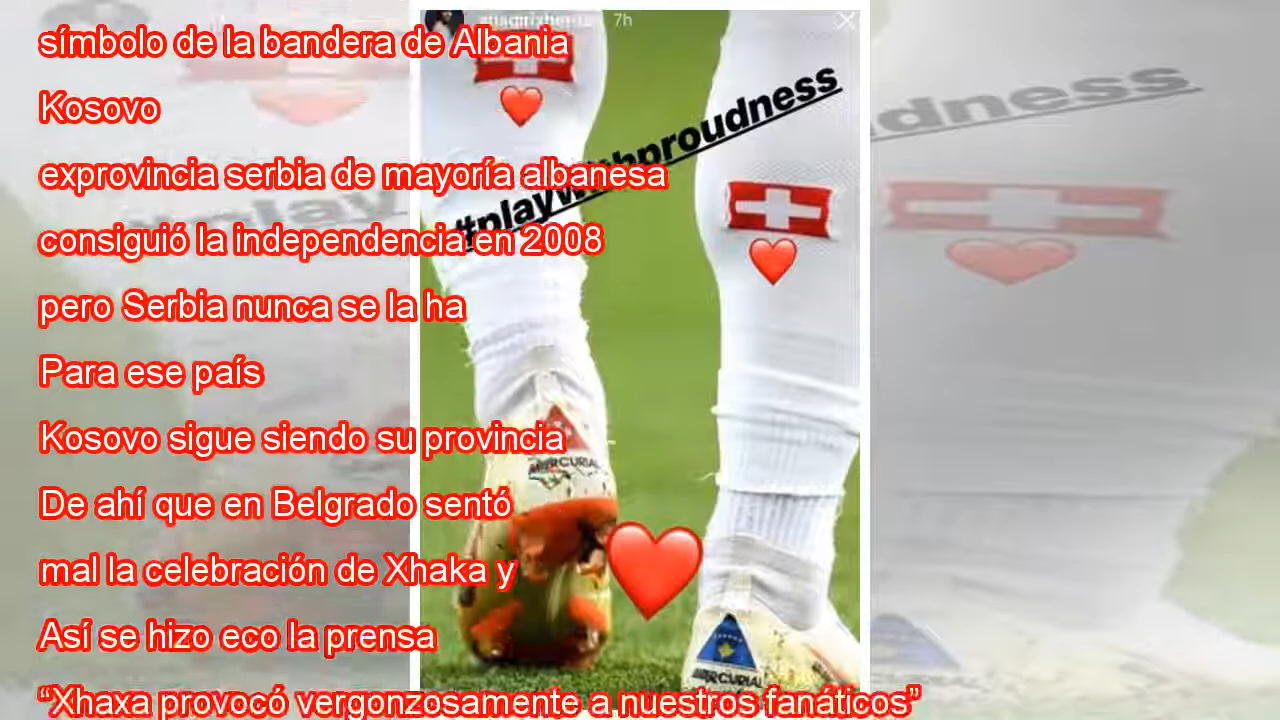 7h
símbolo de la bandera de Albania
Kosovo
exprovincia serbia de mayoría albanesa
consiguió la independencia en 2008
pero Serbia nunca se la ha
Para ese país
Kosovo sigue siendo su provincia
De ahí que en Belgrado sentó
mal la celebración de Xhaka y
Así se hizo eco la prensa
“Xhaxa provocó vergonzosamente a nuestros fanáticos”
#playwithproudness
MERCURIAL
MERCURIAL